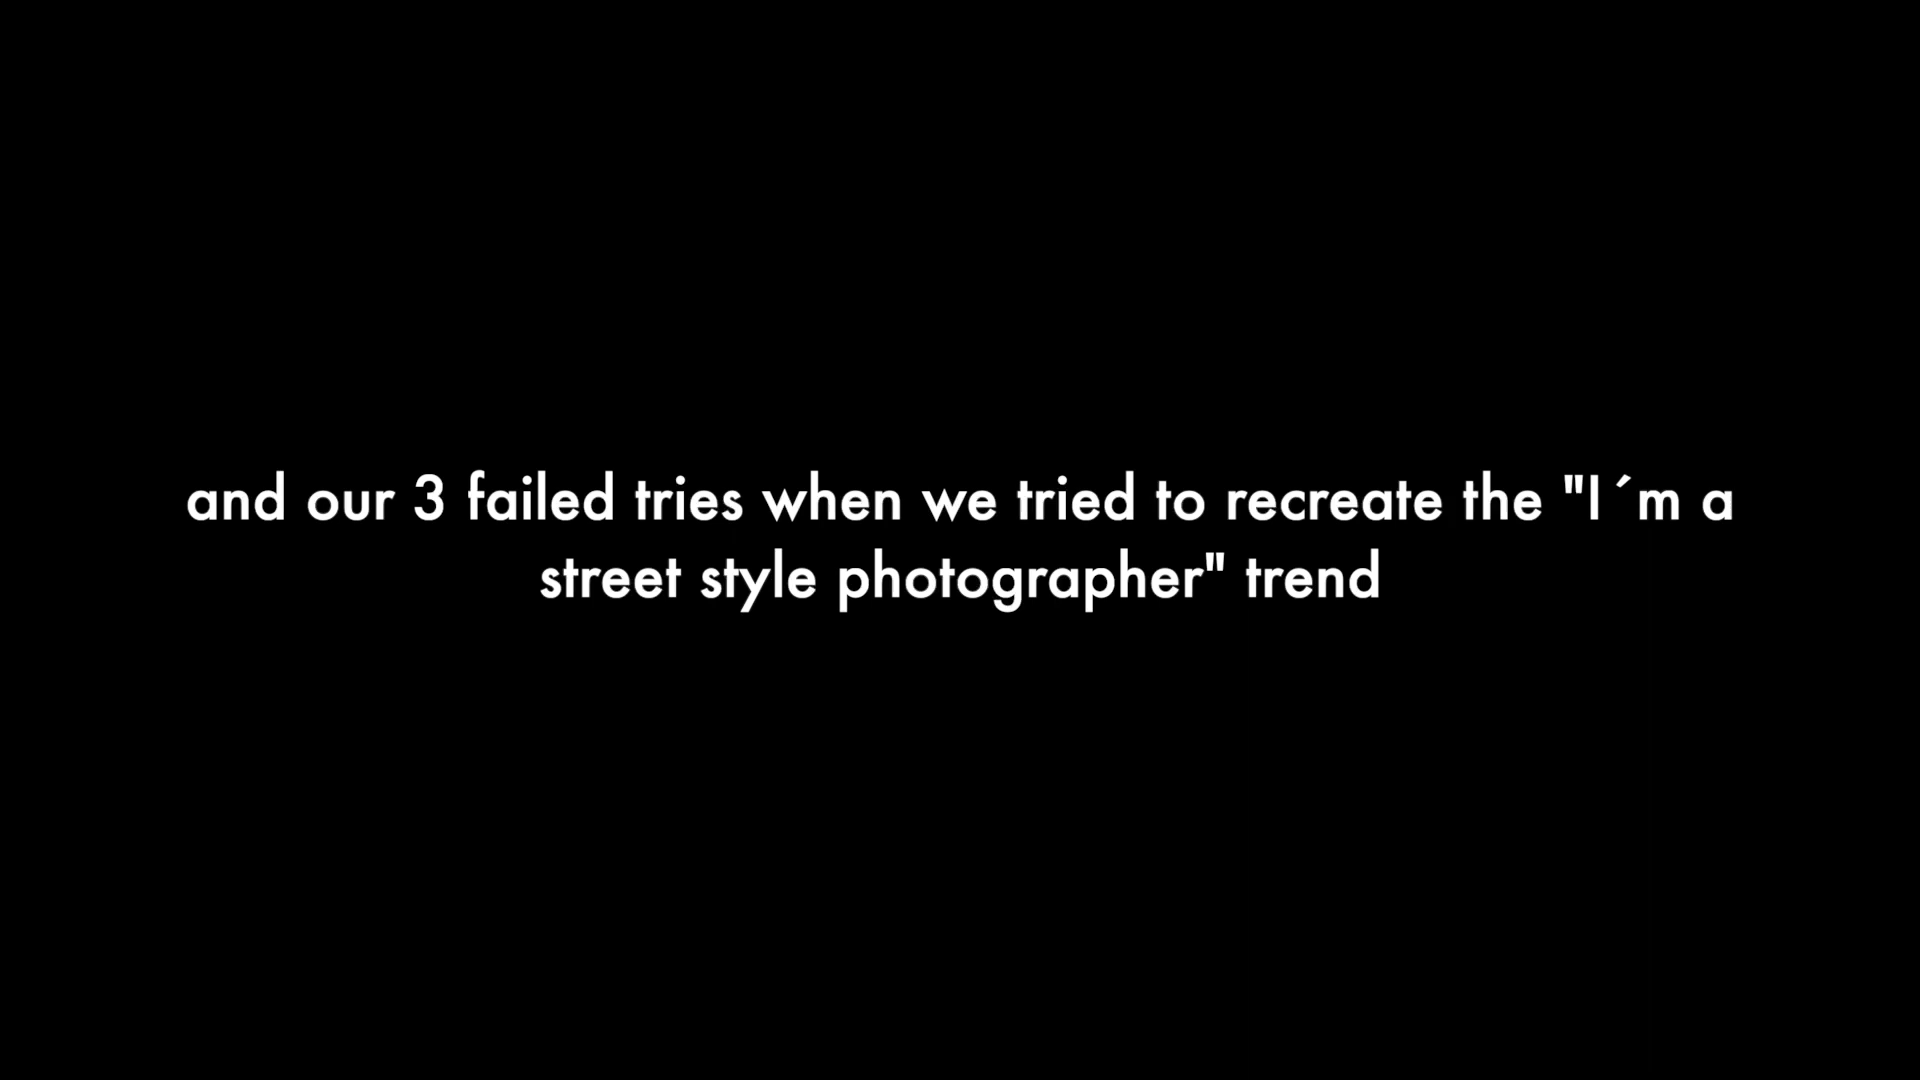 and our 3 failed tries when we tried to recreate the "I´m a
street style photographer" trend